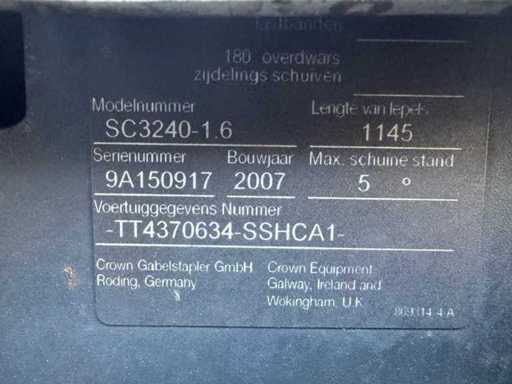 180 overdwars
zijdelings schuiven
Modelnummer Lengte van lepels
SC3240-1.6 1145
Serienummer Bouwjaar Max. schuine stand
9A150917 2007 5 °
Voertuiggegevens Nummer
-TT4370634-SSHCA1-
Crown Gabelstapler GmbH Crown Equipment
Roding, Germany Galway, Ireland and
Wokingham, U.K.